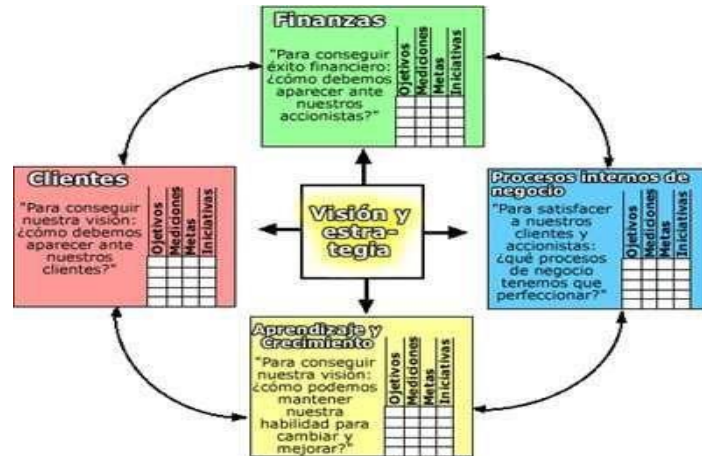 Finanzas
"Para conseguir
éxito financiero:
¿cómo debemos
aparecer ante
nuestros
accionistas?"
Ojetivos
Mediciones
Metas
Iniciativas
Clientes
"Para conseguir
nuestra visión:
¿cómo debemos
aparecer ante
nuestros
clientes?"
Ojetivos
Mediciones
Metas
Iniciativas
Visión y
estra-
tegia
Procesos internos de
negocio
"Para satisfacer
a nuestros
clientes y
accionistas:
¿qué procesos
de negocio
tenemos que
perfeccionar?"
Ojetivos
Mediciones
Metas
Iniciativas
Aprendizaje y
Crecimiento
"Para conseguir
nuestra visión:
¿cómo podemos
mantener
nuestra
habilidad para
cambiar y
mejorar?"
Ojetivos
Mediciones
Metas
Iniciativas